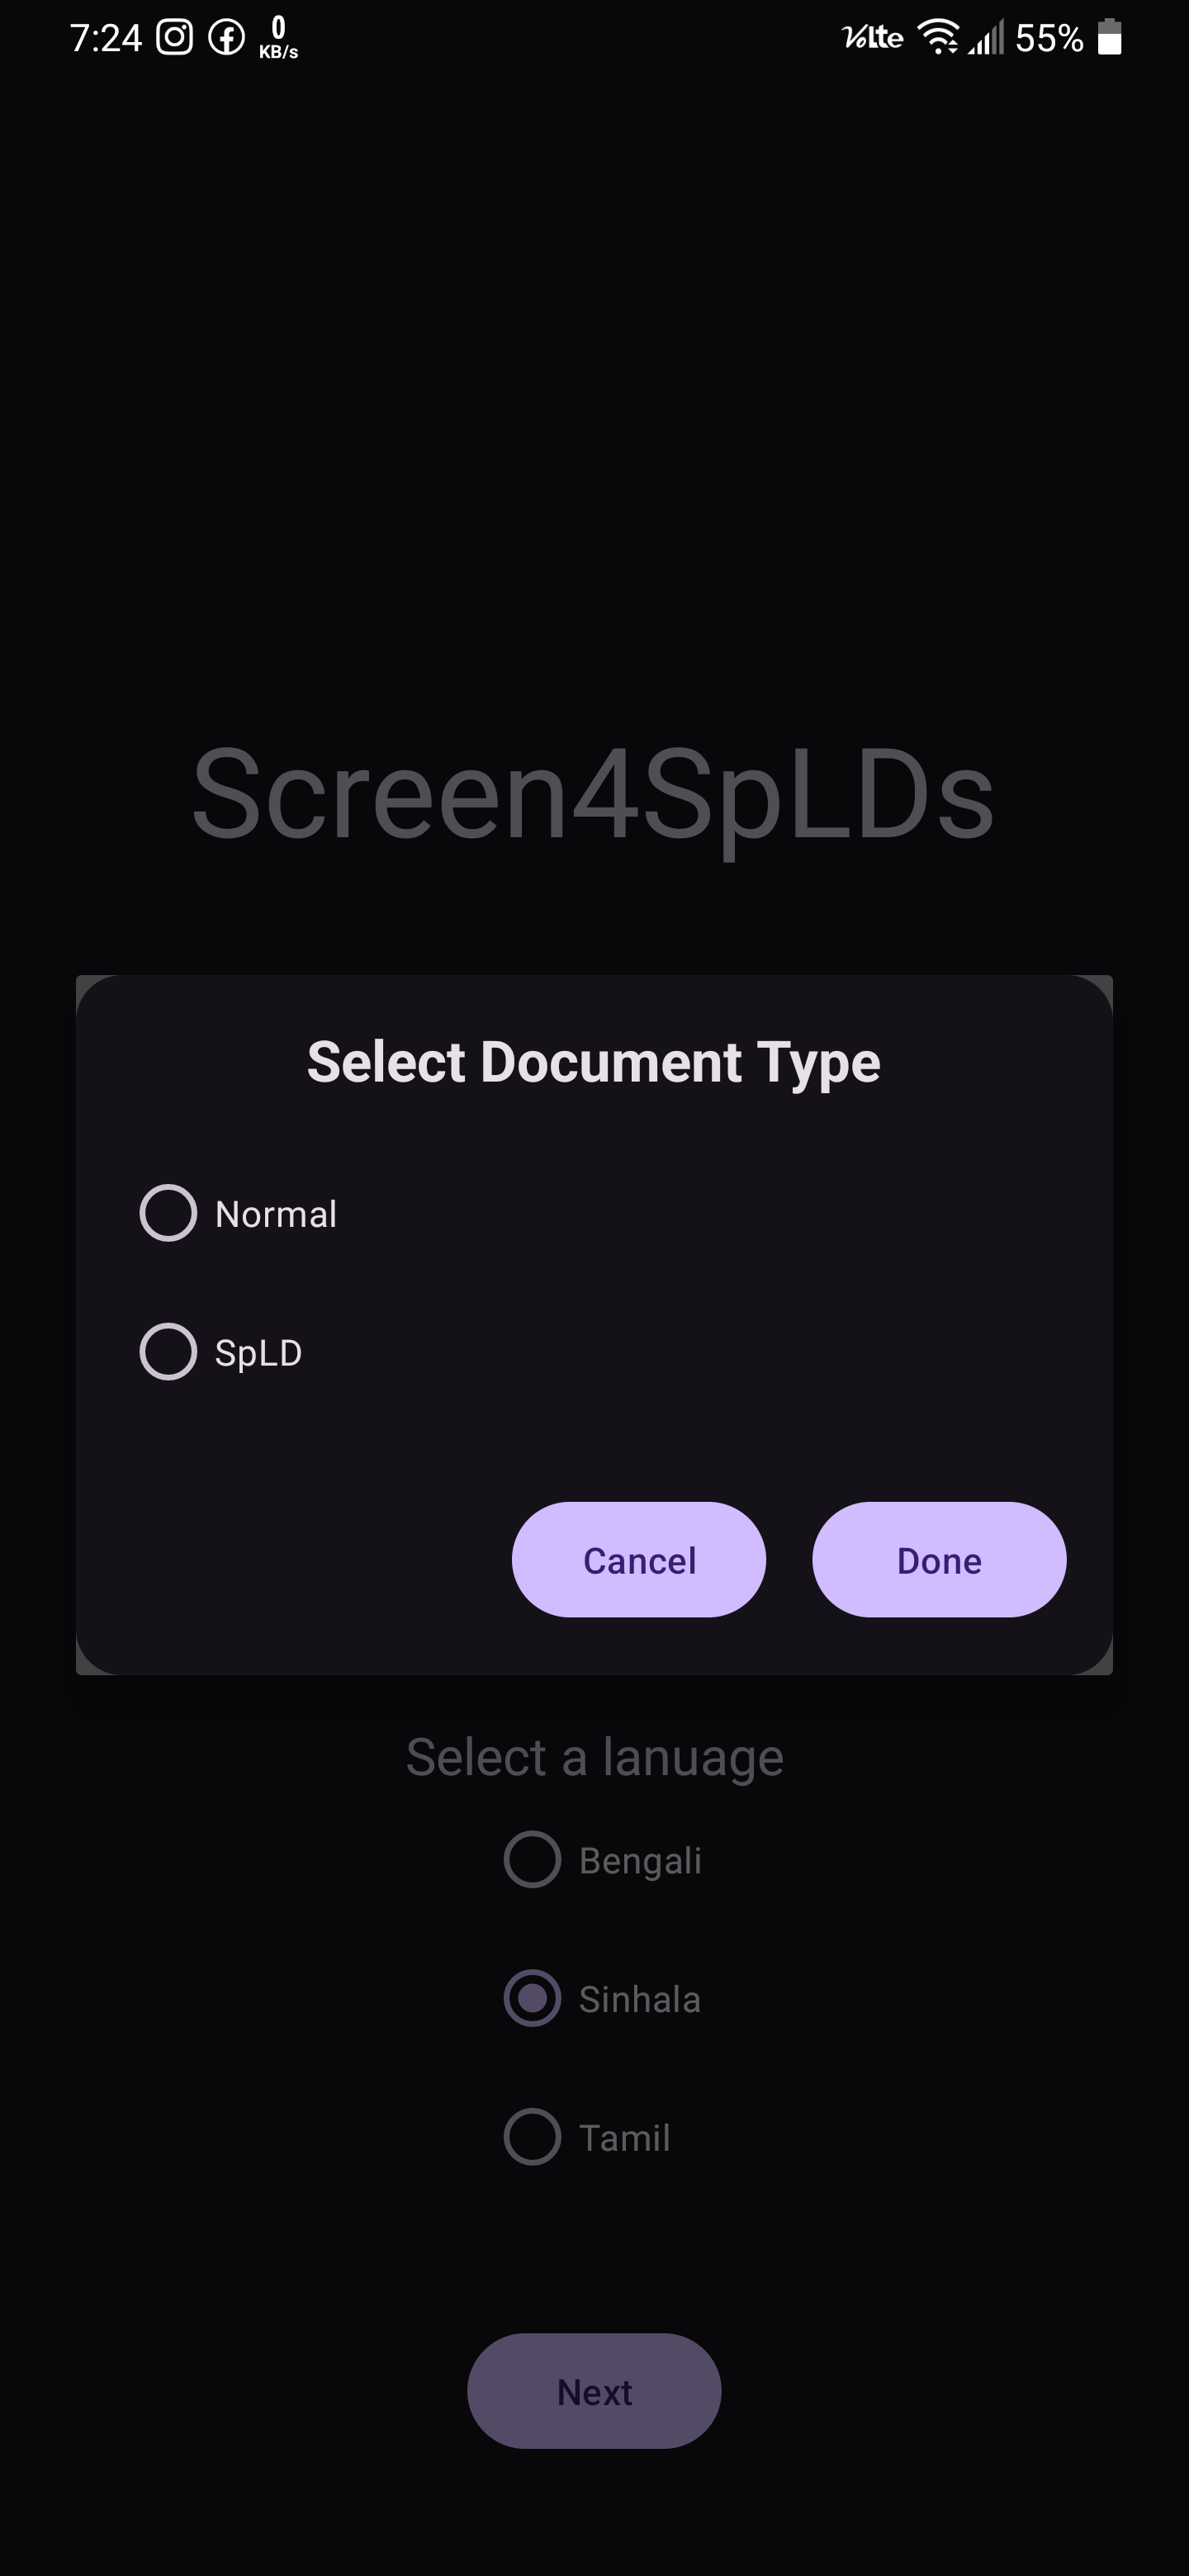 7:24 0 KB/s VoLte 55%
Screen4SpLDs
Select Document Type
Normal
SpLD
Cancel Done
Select a lanuage
Bengali
Sinhala
Tamil
Next